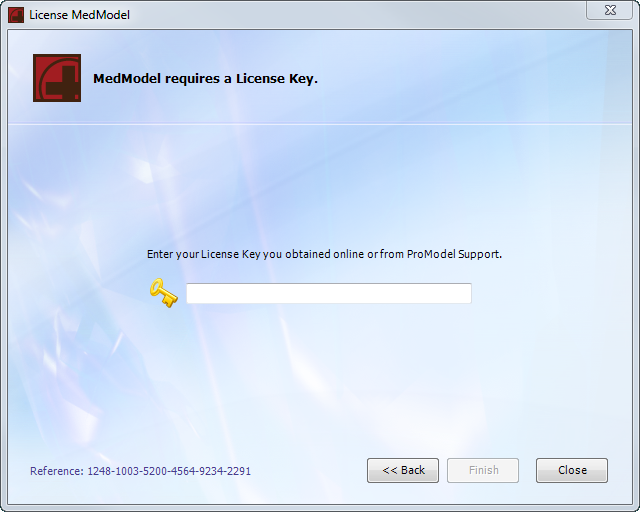 License MedModel
MedModel requires a License Key.
Enter your License Key you obtained online or from ProModel Support.
Reference: 1248-1003-5200-4564-9234-2291
<< Back
Finish
Close